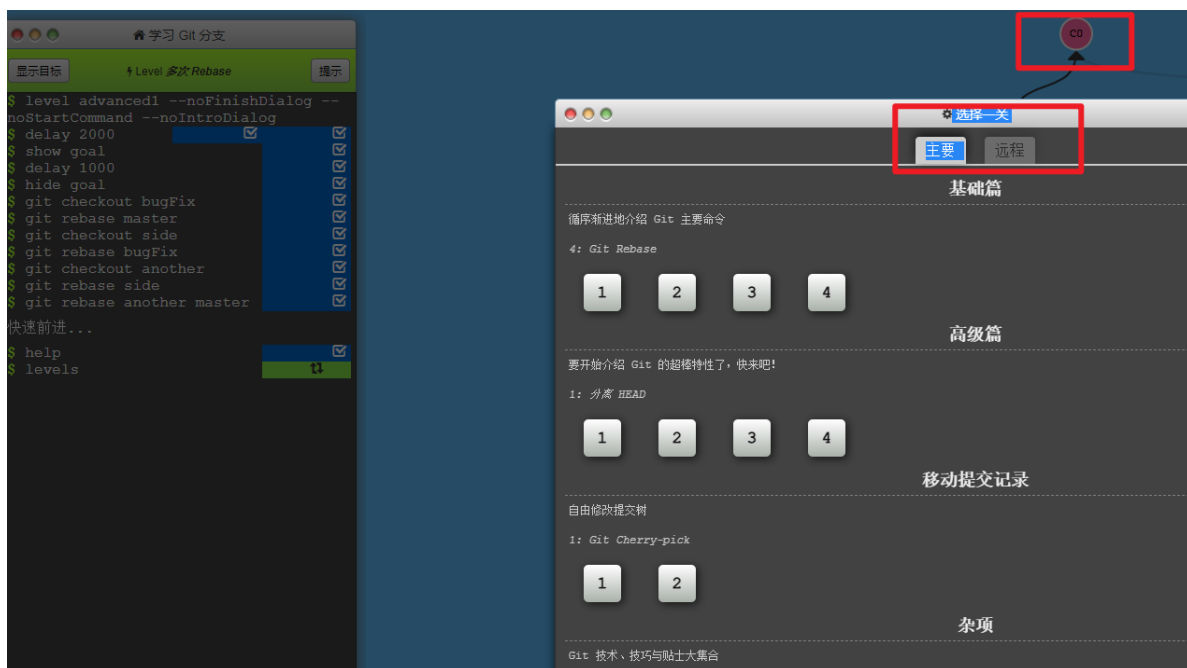 学习 Git 分支
显示目标
Level 多次 Rebase
提示
$ level advanced1 --noFinishDialog --
noStartCommand --noIntroDialog
$ delay 2000
$ show goal
$ delay 1000
$ hide goal
$ git checkout bugFix
$ git rebase master
$ git checkout side
$ git rebase bugFix
$ git checkout another
$ git rebase side
$ git rebase another master
快速前进...
$ help
$ levels
C0
选择一关
主要 远程
基础篇
循序渐进地介绍 Git 主要命令
4: Git Rebase
1 2 3 4
高级篇
要开始介绍 Git 的超棒特性了，快来吧!
1: 分离 HEAD
1 2 3 4
移动提交记录
自由修改提交树
1: Git Cherry-pick
1 2
杂项
Git 技术、技巧与贴士大集合